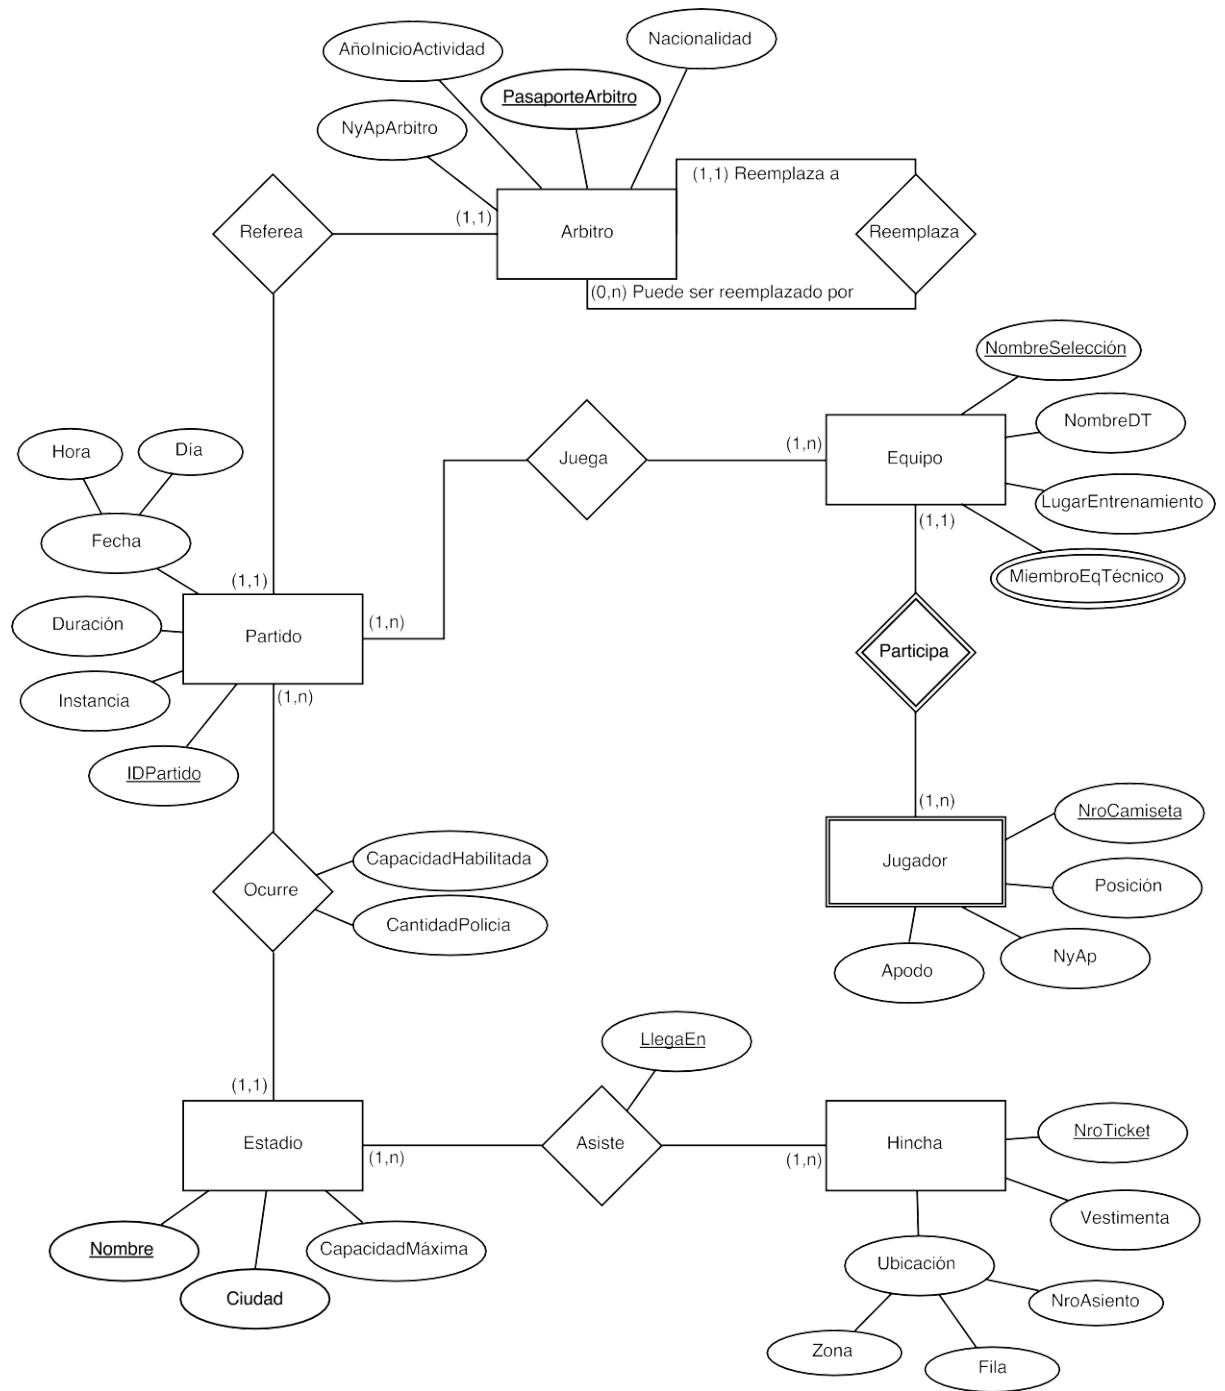 AñoInicioActividad
Nacionalidad
PasaporteArbitro
NyApArbitro
(1,1) Reemplaza a
Referea
(1,1)
Arbitro
Reemplaza
(0,n) Puede ser reemplazado por
NombreSelección
NombreDT
Hora
Día
Juega
(1,n)
Equipo
LugarEntrenamiento
(1,1)
Fecha
MiembroEqTécnico
(1,1)
Duración
Partido
(1,n)
Participa
Instancia
(1,n)
IDPartido
(1,n)
NroCamiseta
CapacidadHabilitada
Jugador
Ocurre
Posición
CantidadPolicia
NyAp
Apodo
LlegaEn
(1,1)
Estadio
Asiste
Hincha
NroTicket
(1,n)
(1,n)
Nombre
CapacidadMáxima
Vestimenta
Ubicación
Ciudad
NroAsiento
Zona
Fila